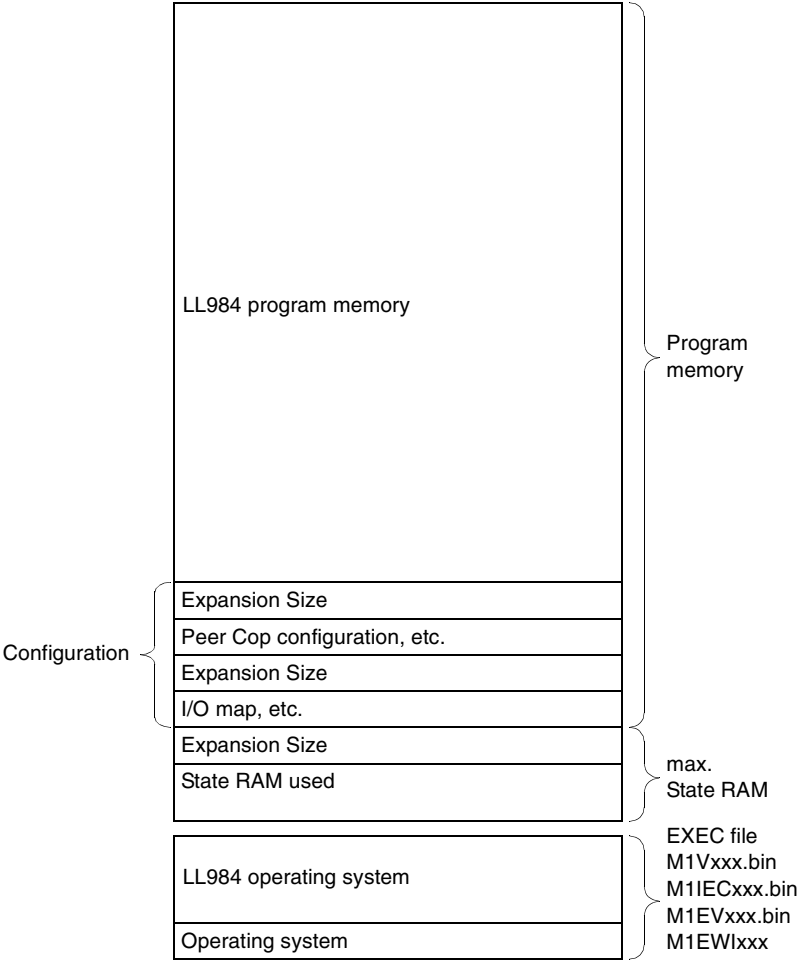 LL984 program memory
Program
memory
Expansion Size
Peer Cop configuration, etc.
Configuration
Expansion Size
I/O map, etc.
Expansion Size
max.
State RAM
State RAM used
EXEC file
M1Vxxx.bin
LL984 operating system
M1IECxxx.bin
M1EVxxx.bin
Operating system
M1EWIxxx